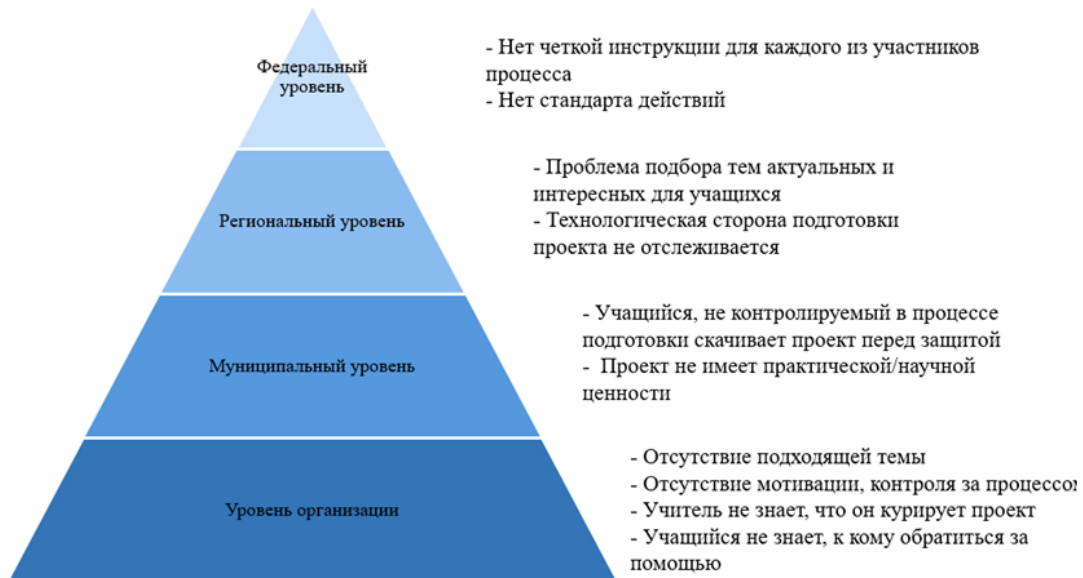 Федеральный
уровень
- Нет четкой инструкции для каждого из участников
процесса
- Нет стандарта действий
Региональный уровень
- Проблема подбора тем актуальных и
интересных для учащихся
- Технологическая сторона подготовки
проекта не отслеживается
Муниципальный уровень
- Учащийся, не контролируемый в процессе
подготовки скачивает проект перед защитой
- Проект не имеет практической/научной
ценности
Уровень организации
- Отсутствие подходящей темы
- Отсутствие мотивации, контроля за процессом
- Учитель не знает, что он курирует проект
- Учащийся не знает, к кому обратиться за
помощью